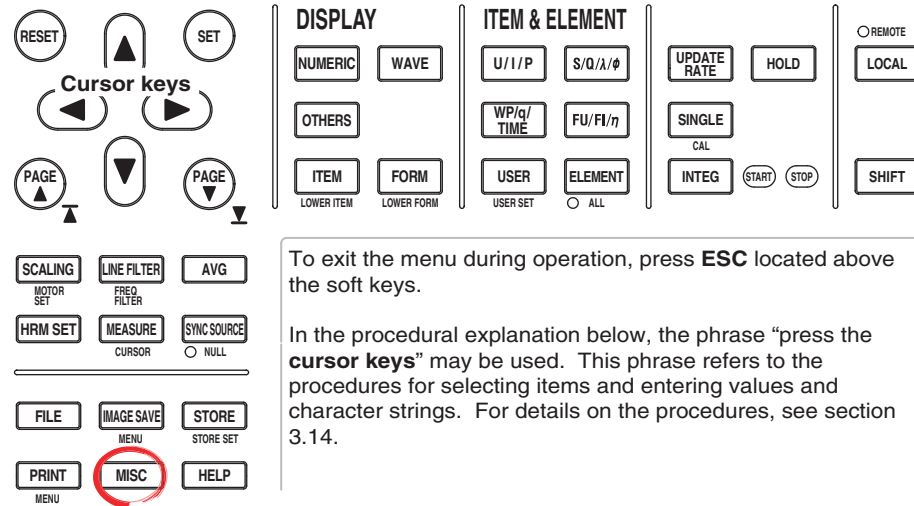 RESET
SET
Cursor keys
PAGE
PAGE
DISPLAY
NUMERIC
WAVE
OTHERS
ITEM
FORM
LOWER ITEM
LOWER FORM
ITEM & ELEMENT
U/I/P
S/Q/λ/ø
WP/q/
TIME
FU/FI/η
USER
ELEMENT
USER SET
ALL
UPDATE
RATE
HOLD
SINGLE
CAL
INTEG
START
STOP
REMOTE
LOCAL
SHIFT
SCALING
LINE FILTER
AVG
MOTOR
SET
FREQ
FILTER
HRM SET
MEASURE
SYNC SOURCE
CURSOR
NULL
FILE
IMAGE SAVE
STORE
MENU
STORE SET
PRINT
MISC
HELP
MENU
To exit the menu during operation, press ESC located above
the soft keys.
In the procedural explanation below, the phrase “press the
cursor keys” may be used. This phrase refers to the
procedures for selecting items and entering values and
character strings. For details on the procedures, see section
3.14.